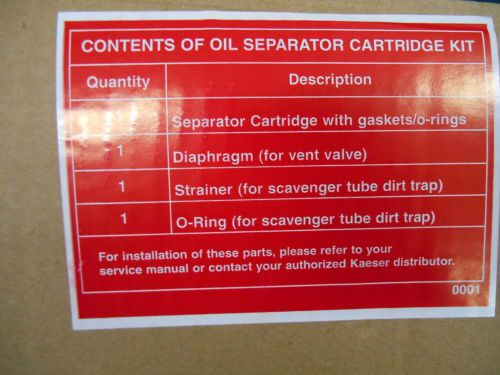 CONTENTS OF OIL SEPARATOR CARTRIDGE KIT
Quantity Description
1 Separator Cartridge with gaskets/o-rings
1 Diaphragm (for vent valve)
1 Strainer (for scavenger tube dirt trap)
1 O-Ring (for scavenger tube dirt trap)
For installation of these parts, please refer to your
service manual or contact your authorized Kaeser distributor.
0001